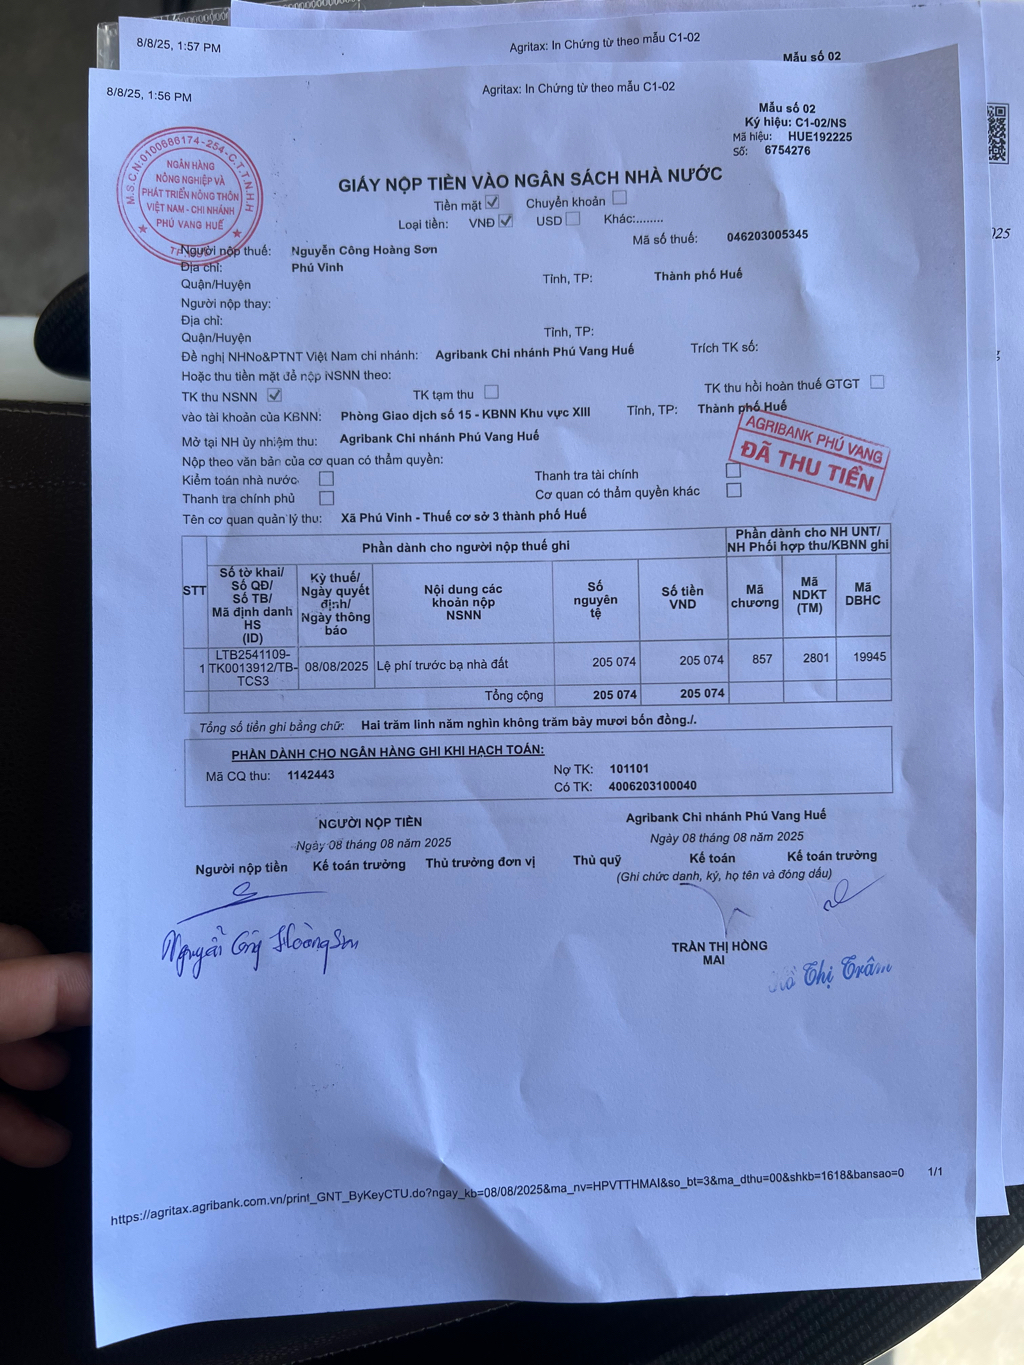 8/8/25, 1:57 PM
Agritax: In Chứng từ theo mẫu C1-02
Mẫu số 02
8/8/25, 1:56 PM
Agritax: In Chứng từ theo mẫu C1-02
Mẫu số 02
Ký hiệu: C1-02/NS
Mã hiệu: HUE192225
Số: 6754276
M.S.C.N:0100686174-254-C.T.T.N.H.H
NGÂN HÀNG
NÔNG NGHIỆP VÀ
PHÁT TRIỂN NÔNG THÔN
VIỆT NAM - CHI NHÁNH
PHÚ VANG HUẾ
GIẤY NỘP TIỀN VÀO NGÂN SÁCH NHÀ NƯỚC
Tiền mặt Chuyển khoản
Loại tiền: VNĐ USD Khác:........
Mã số thuế: 046203005345
Người nộp thuế: Nguyễn Công Hoàng Sơn
Địa chỉ: Phú Vinh
Quận/Huyện Tỉnh, TP: Thành phố Huế
Người nộp thay:
Địa chỉ:
Quận/Huyện Tỉnh, TP:
Đề nghị NHNo&PTNT Việt Nam chi nhánh: Agribank Chi nhánh Phú Vang Huế Trích TK số:
Hoặc thu tiền mặt để nộp NSNN theo:
TK thu NSNN TK tạm thu TK thu hồi hoàn thuế GTGT
vào tài khoản của KBNN: Phòng Giao dịch số 15 - KBNN Khu vực XIII Tỉnh, TP: Thành phố Huế
Mở tại NH ủy nhiệm thu: Agribank Chi nhánh Phú Vang Huế
AGRIBANK PHÚ VANG
ĐÃ THU TIỀN
Nộp theo văn bản của cơ quan có thẩm quyền:
Kiểm toán nhà nước Thanh tra tài chính
Thanh tra chính phủ Cơ quan có thẩm quyền khác
Tên cơ quan quản lý thu: Xã Phú Vinh - Thuế cơ sở 3 thành phố Huế
Phần dành cho người nộp thuế ghi
Phần dành cho NH UNT/
NH Phối hợp thu/KBNN ghi
STT
Số tờ khai/
Số QĐ/
Số TB/
Mã định danh
HS
(ID)
Kỳ thuế/
Ngày quyết
định/
Ngày thông
báo
Nội dung các
khoản nộp
NSNN
Số
nguyên
tệ
Số tiền
VND
Mã
chương
Mã
NDKT
(TM)
Mã
DBHC
1
LTB2541109-
TK0013912/TB-
TCS3
08/08/2025 Lệ phí trước bạ nhà đất 205 074 205 074 857 2801 19945
Tổng cộng 205 074 205 074
Tổng số tiền ghi bằng chữ: Hai trăm linh năm nghìn không trăm bảy mươi bốn đồng./.
PHẦN DÀNH CHO NGÂN HÀNG GHI KHI HẠCH TOÁN:
Mã CQ thu: 1142443
Nợ TK: 101101
Có TK: 4006203100040
NGƯỜI NỘP TIỀN
Ngày 08 tháng 08 năm 2025
Người nộp tiền Kế toán trưởng Thủ trưởng đơn vị
Agribank Chi nhánh Phú Vang Huế
Ngày 08 tháng 08 năm 2025
Thủ quỹ Kế toán Kế toán trưởng
(Ghi chức danh, ký, họ tên và đóng dấu)
Nguyễn Công Hoàng Sơn
TRẦN THỊ HỒNG
MAI
Hồ Thị Trâm
https://agritax.agribank.com.vn/print_GNT_ByKeyCTU.do?ngay_kb=08/08/2025&ma_nv=HPVTTHMAI&so_bt=3&ma_dthu=00&shkb=1618&bansao=0 1/1